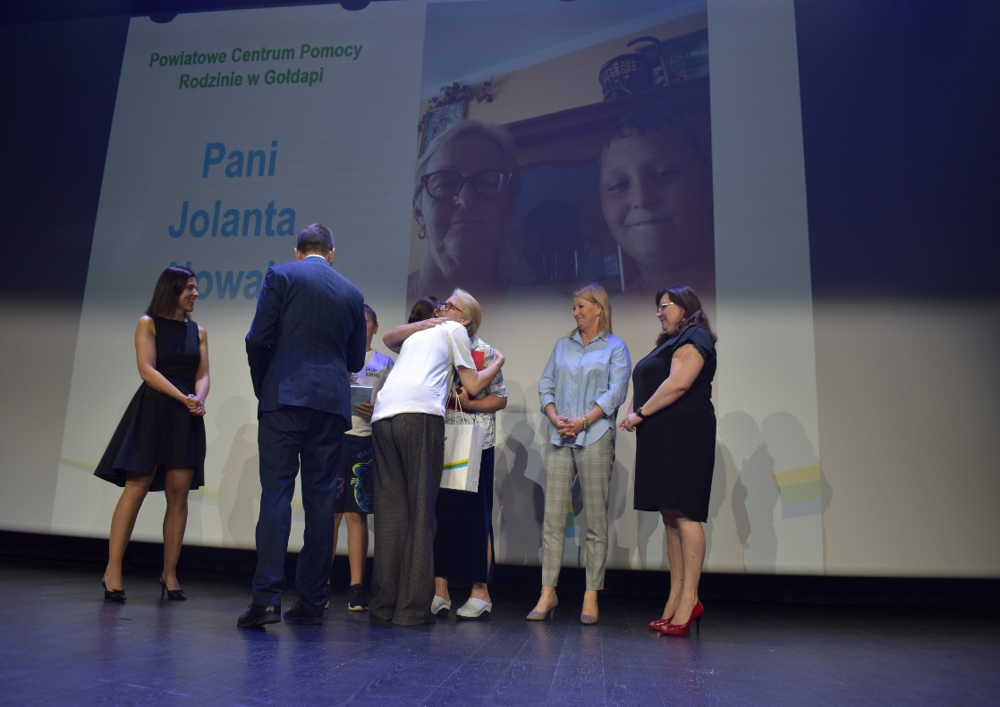 Powiatowe Centrum Pomocy
Rodzinie w Gołdapi
Pani
Jolanta